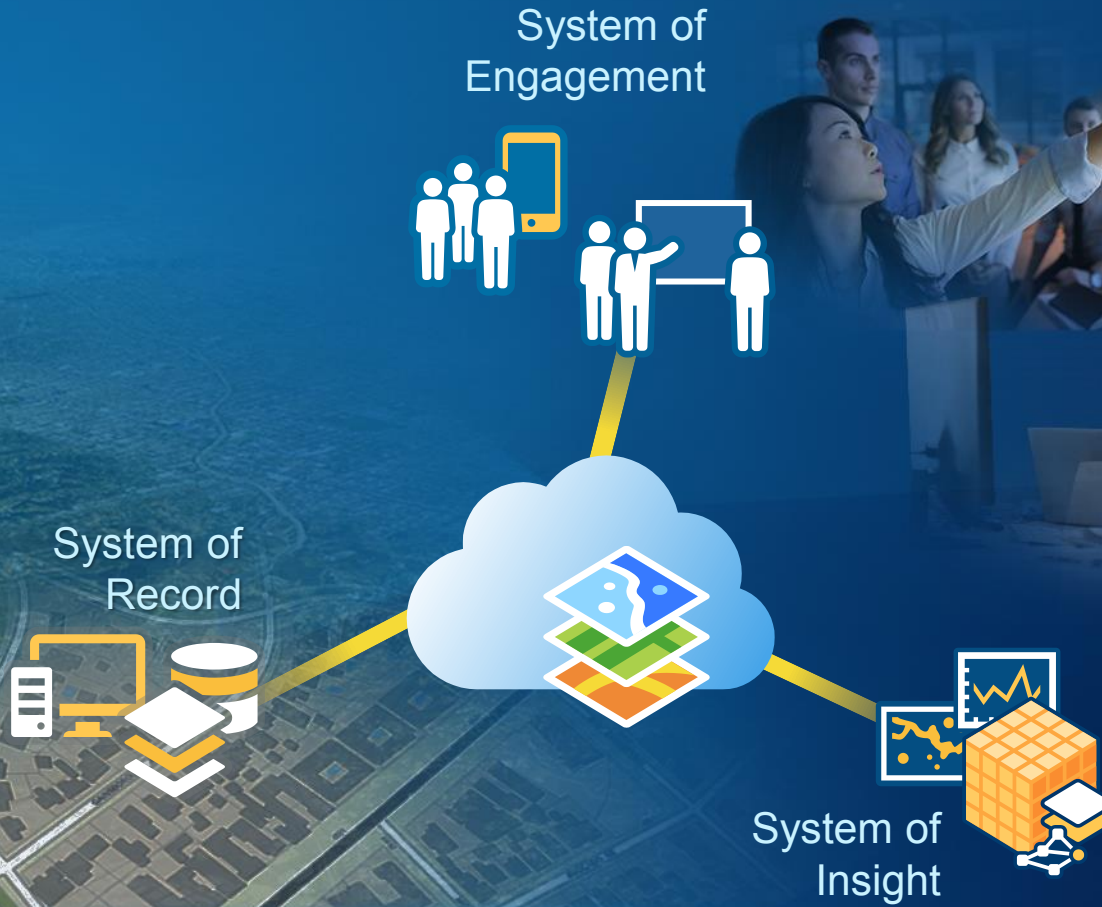 System of
Engagement
System of
Record
System of
Insight